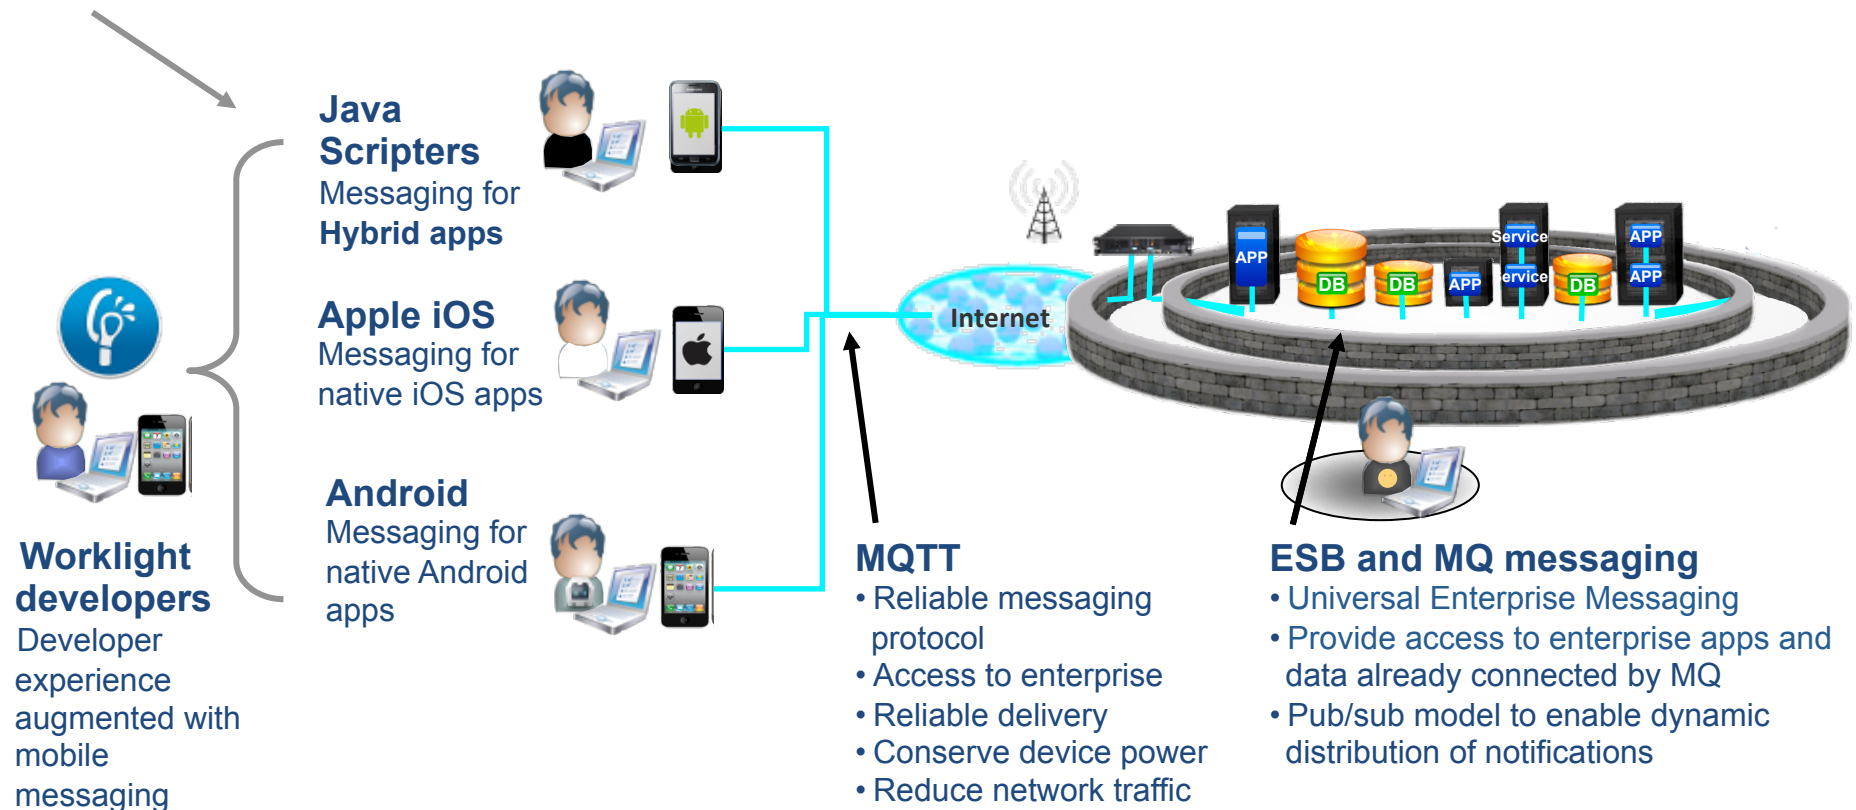 Java
Scripters
Messaging for
Hybrid apps
Apple iOS
Messaging for
native iOS apps
Android
Messaging for
native Android
apps
Worklight
developers
Developer
experience
augmented with
mobile
messaging
Internet
APP
DB
DB
APP
Service
Service
DB
APP
APP
MQTT
• Reliable messaging
protocol
• Access to enterprise
• Reliable delivery
• Conserve device power
• Reduce network traffic
ESB and MQ messaging
• Universal Enterprise Messaging
• Provide access to enterprise apps and
data already connected by MQ
• Pub/sub model to enable dynamic
distribution of notifications